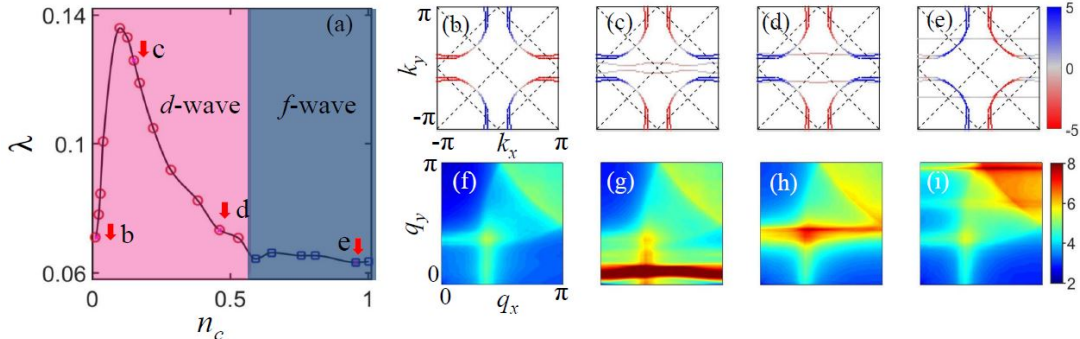 0.14
0.1
0.06
λ
0
0.5
1
n_c
(a)
c
d-wave
f-wave
b
d
e
(b)
(c)
(d)
(e)
π
k_y
-π
-π
k_x
π
5
0
-5
(f)
(g)
(h)
(i)
π
q_y
0
0
q_x
π
8
6
4
2